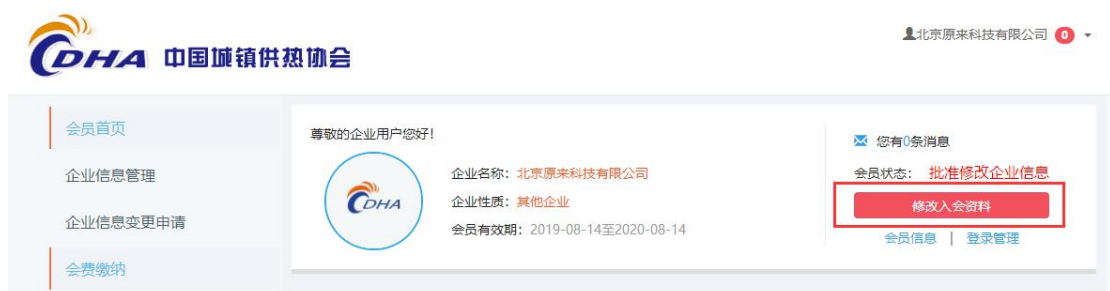 CDHA 中国城镇供热协会
北京原来科技有限公司 0
会员首页
企业信息管理
企业信息变更申请
会费缴纳
尊敬的企业用户您好！
CDHA
企业名称：北京原来科技有限公司
企业性质：其他企业
会员有效期：2019-08-14至2020-08-14
您有0条消息
会员状态：批准修改企业信息
修改入会资料
会员信息 | 登录管理